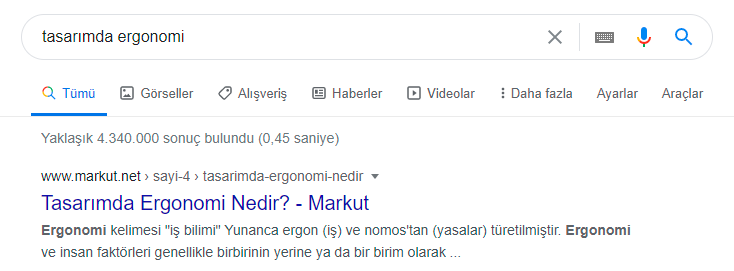 tasarımda ergonomi
Tümü Görseller Alışveriş Haberler Videolar Daha fazla Ayarlar Araçlar
Yaklaşık 4.340.000 sonuç bulundu (0,45 saniye)
www.markut.net › sayi-4 › tasarimda-ergonomi-nedir
Tasarımda Ergonomi Nedir? - Markut
Ergonomi kelimesi "iş bilimi" Yunanca ergon (iş) ve nomos'tan (yasalar) türetilmiştir. Ergonomi
ve insan faktörleri genellikle birbirinin yerine ya da bir birim olarak ...